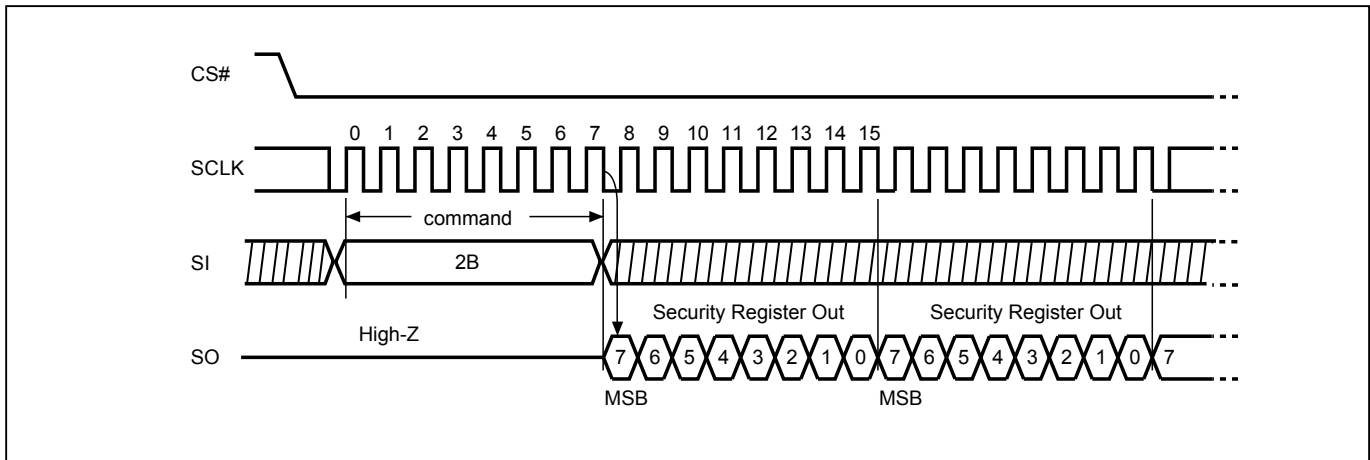 CS#
0 1 2 3 4 5 6 7 8 9 10 11 12 13 14 15
SCLK
command
SI
2B
Security Register Out Security Register Out
High-Z
SO
7 6 5 4 3 2 1 0 7 6 5 4 3 2 1 0 7
MSB MSB